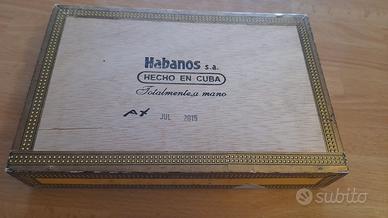 Habanos s.a.
HECHO EN CUBA
Totalmente a mano
JUL 2015
subito